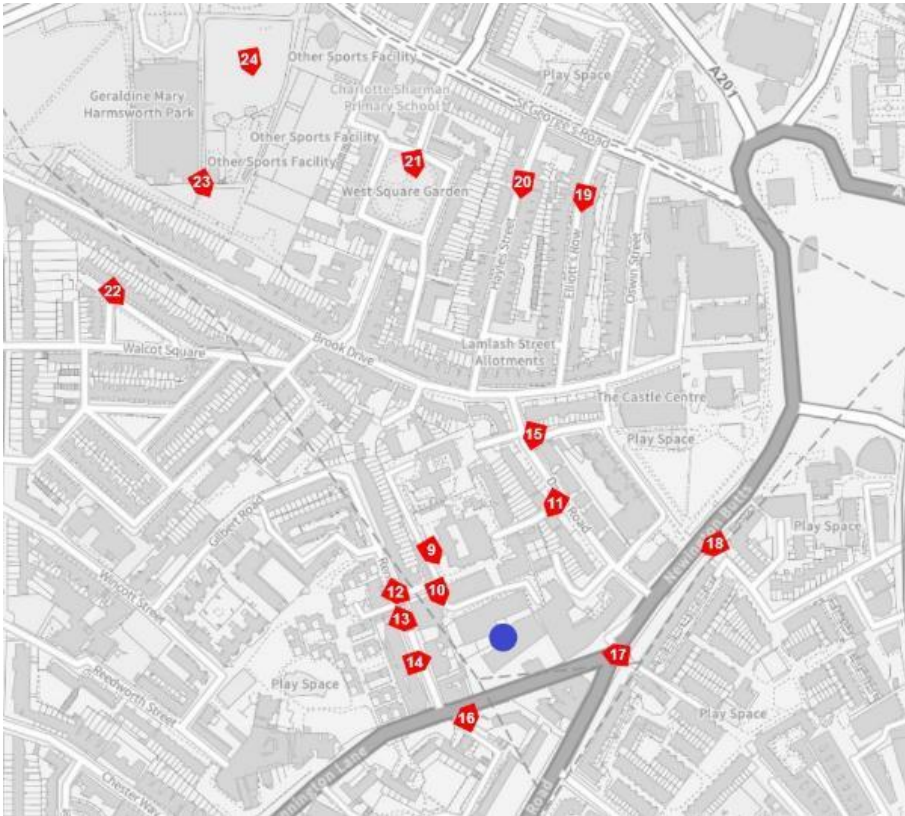 24
Other Sports Facility
Play Space
A201
Geraldine Mary
Harmsworth Park
Charlotte Sharman
Primary School
St George's Road
Other Sports Facility
Other Sports Facility
21
West Square Garden
23
20
19
Hayles Street
Elliott's Row
Oswin Street
22
Walcot Square
Brook Drive
Lamlash Street
Allotments
The Castle Centre
15
Play Space
Gilbert Road
11
Road
Newington Butts
18
Play Space
Wincott Street
9
12
10
13
14
17
Reedworth Street
Play Space
16
Play Space
Chester Way
nnington Lane
Road